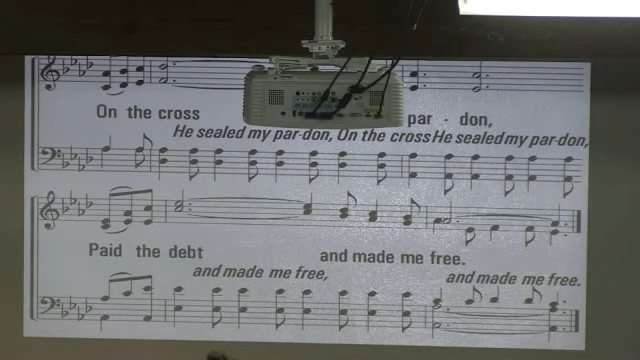 On the cross par - don,
He sealed my par-don, On the cross He sealed my par-don,
Paid the debt and made me free.
and made me free, and made me free.